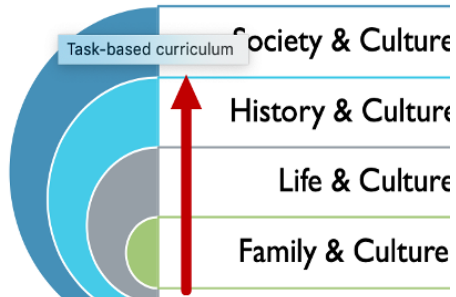 Task-based curriculum
Society & Culture
History & Culture
Life & Culture
Family & Culture